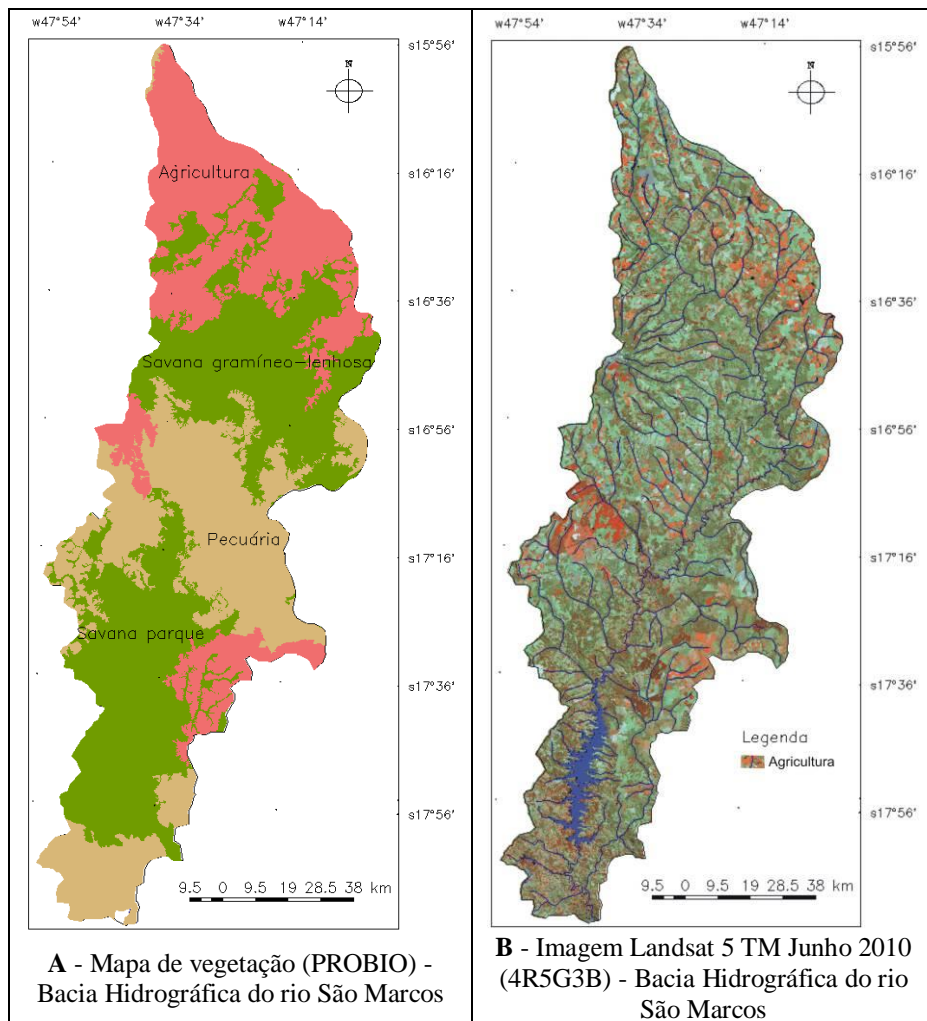 w47°54'
w47°34'
w47°14'
N
s15°56'
s16°16'
s16°36'
s16°56'
s17°16'
s17°36'
s17°56'
Agricultura
Savana gramíneo-lenhosa
Pecuária
Savana parque
9.5 0 9.5 19 28.5 38 km
A - Mapa de vegetação (PROBIO) -
Bacia Hidrográfica do rio São Marcos
w47°54'
w47°34'
w47°14'
N
s15°56'
s16°16'
s16°36'
s16°56'
s17°16'
s17°36'
s17°56'
Legenda
Agricultura
9.5 0 9.5 19 28.5 38 km
B - Imagem Landsat 5 TM Junho 2010
(4R5G3B) - Bacia Hidrográfica do rio
São Marcos